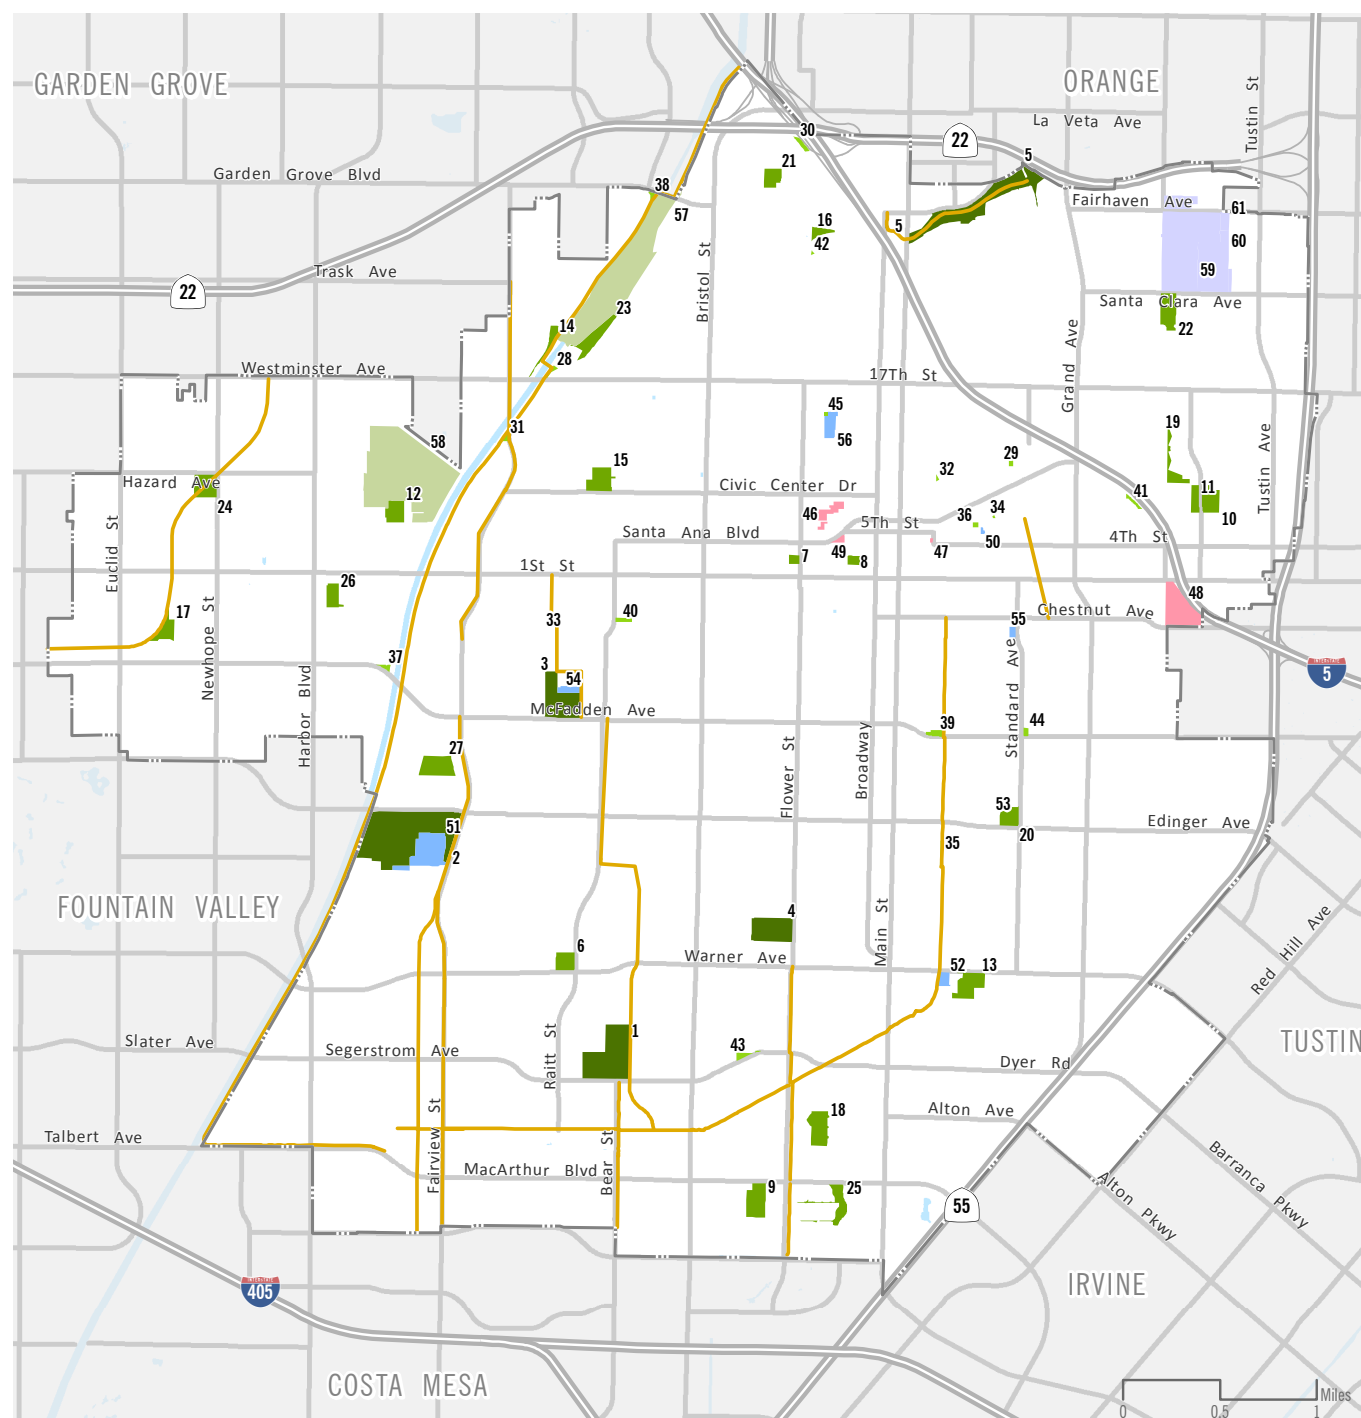 GARDEN GROVE
ORANGE
Tustin St
La Veta Ave
30
22
21
5
Garden Grove Blvd
38
57
Fairhaven Ave
61
16
5
42
60
Bristol St
59
Trask Ave
22
Santa Clara Ave
23
14
22
28
Grand Ave
Westminster Ave
17Th St
45
56
31
58
19
Tustin Ave
29
15
32
12
Hazard Ave
Civic Center Dr
24
11
41
10
46
34
36
5Th St
Euclid St
Santa Ana Blvd
50
4Th St
49
47
7
8
1St St
26
48
17
Newhope St
33
40
Chestnut Ave
55
37
3
54
5
Harbor Blvd
McFadden Ave
Standard Ave
39
44
27
Flower St
Broadway
53
51
2
20
Edinger Ave
35
FOUNTAIN VALLEY
4
Main St
Red Hill Ave
6
Warner Ave
52
13
1
Slater Ave
Segerstrom Ave
Raitt St
43
Dyer Rd
TUSTIN
18
Alton Ave
Talbert Ave
Fairview St
Bear St
MacArthur Blvd
Barranca Pkwy
9
25
Alton Pkwy
55
INTERSTATE
405
IRVINE
COSTA MESA
Miles
0
0.5
1